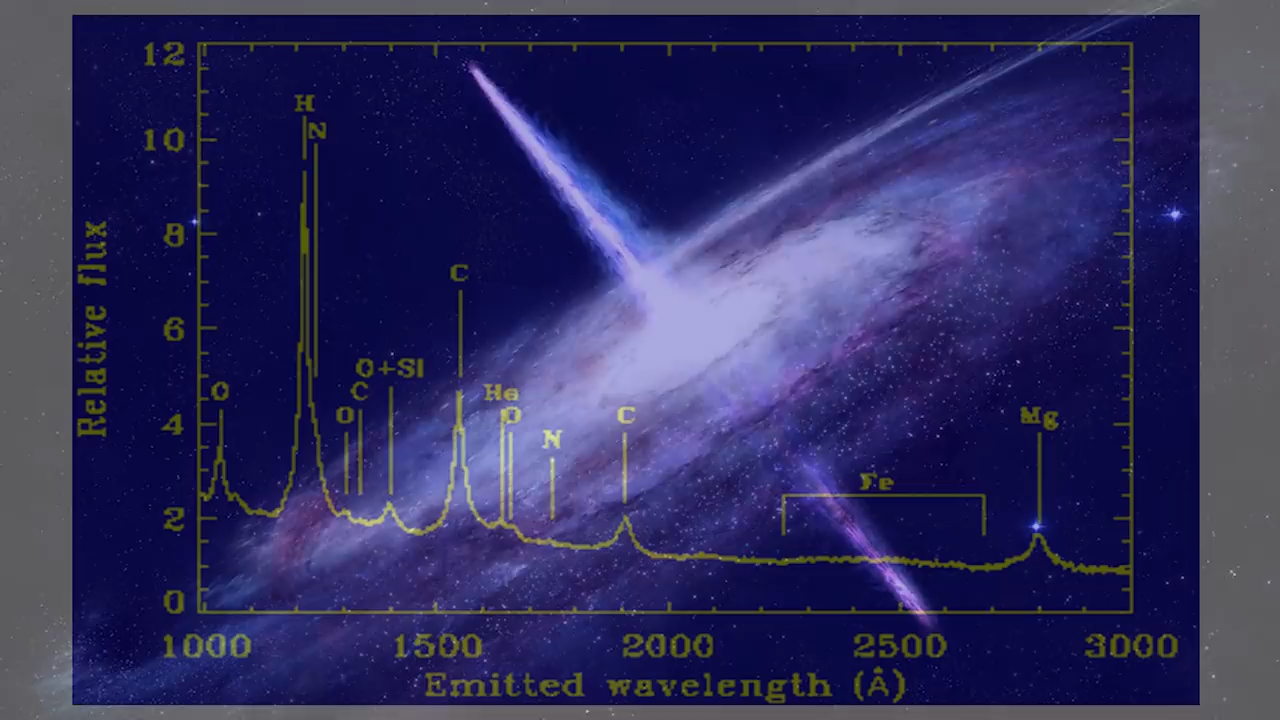 12
10
8
6
4
2
0
Relative flux
H
N
C
O
O+SI
C
O
He
O
N
C
Mg
Fe
1000 1500 2000 2500 3000
Emitted wavelength (Å)